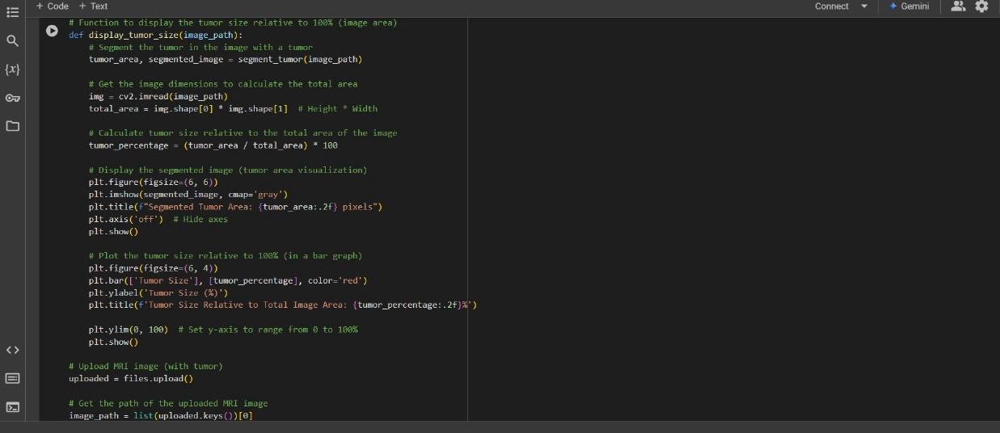 + Code + Text
Connect
Gemini
{x}
# Function to display the tumor size relative to 100% (image area)
def display_tumor_size(image_path):
    # Segment the tumor in the image with a tumor
    tumor_area, segmented_image = segment_tumor(image_path)

    # Get the image dimensions to calculate the total area
    img = cv2.imread(image_path)
    total_area = img.shape[0] * img.shape[1]  # Height * Width

    # Calculate tumor size relative to the total area of the image
    tumor_percentage = (tumor_area / total_area) * 100

    # Display the segmented image (tumor area visualization)
    plt.figure(figsize=(6, 6))
    plt.imshow(segmented_image, cmap='gray')
    plt.title(f"Segmented Tumor Area: {tumor_area:.2f} pixels")
    plt.axis('off')  # Hide axes
    plt.show()

    # Plot the tumor size relative to 100% (in a bar graph)
    plt.figure(figsize=(6, 4))
    plt.bar(['Tumor Size'], [tumor_percentage], color='red')
    plt.ylabel('Tumor Size (%)')
    plt.title(f'Tumor Size Relative to Total Image Area: {tumor_percentage:.2f}%')

    plt.ylim(0, 100)  # Set y-axis to range from 0 to 100%
    plt.show()

# Upload MRI image (with tumor)
uploaded = files.upload()

# Get the path of the uploaded MRI image
image_path = list(uploaded.keys())[0]